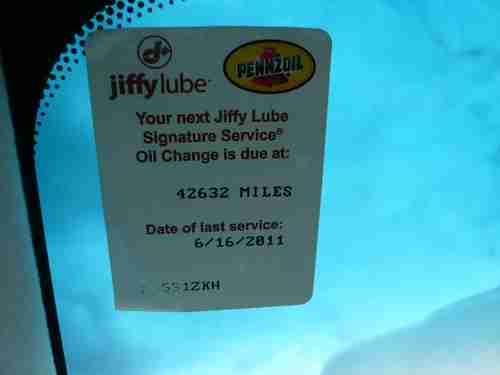 jiffy lube
PENNZOIL
Your next Jiffy Lube
Signature Service®
Oil Change is due at:
42632 MILES
Date of last service:
6/16/2011